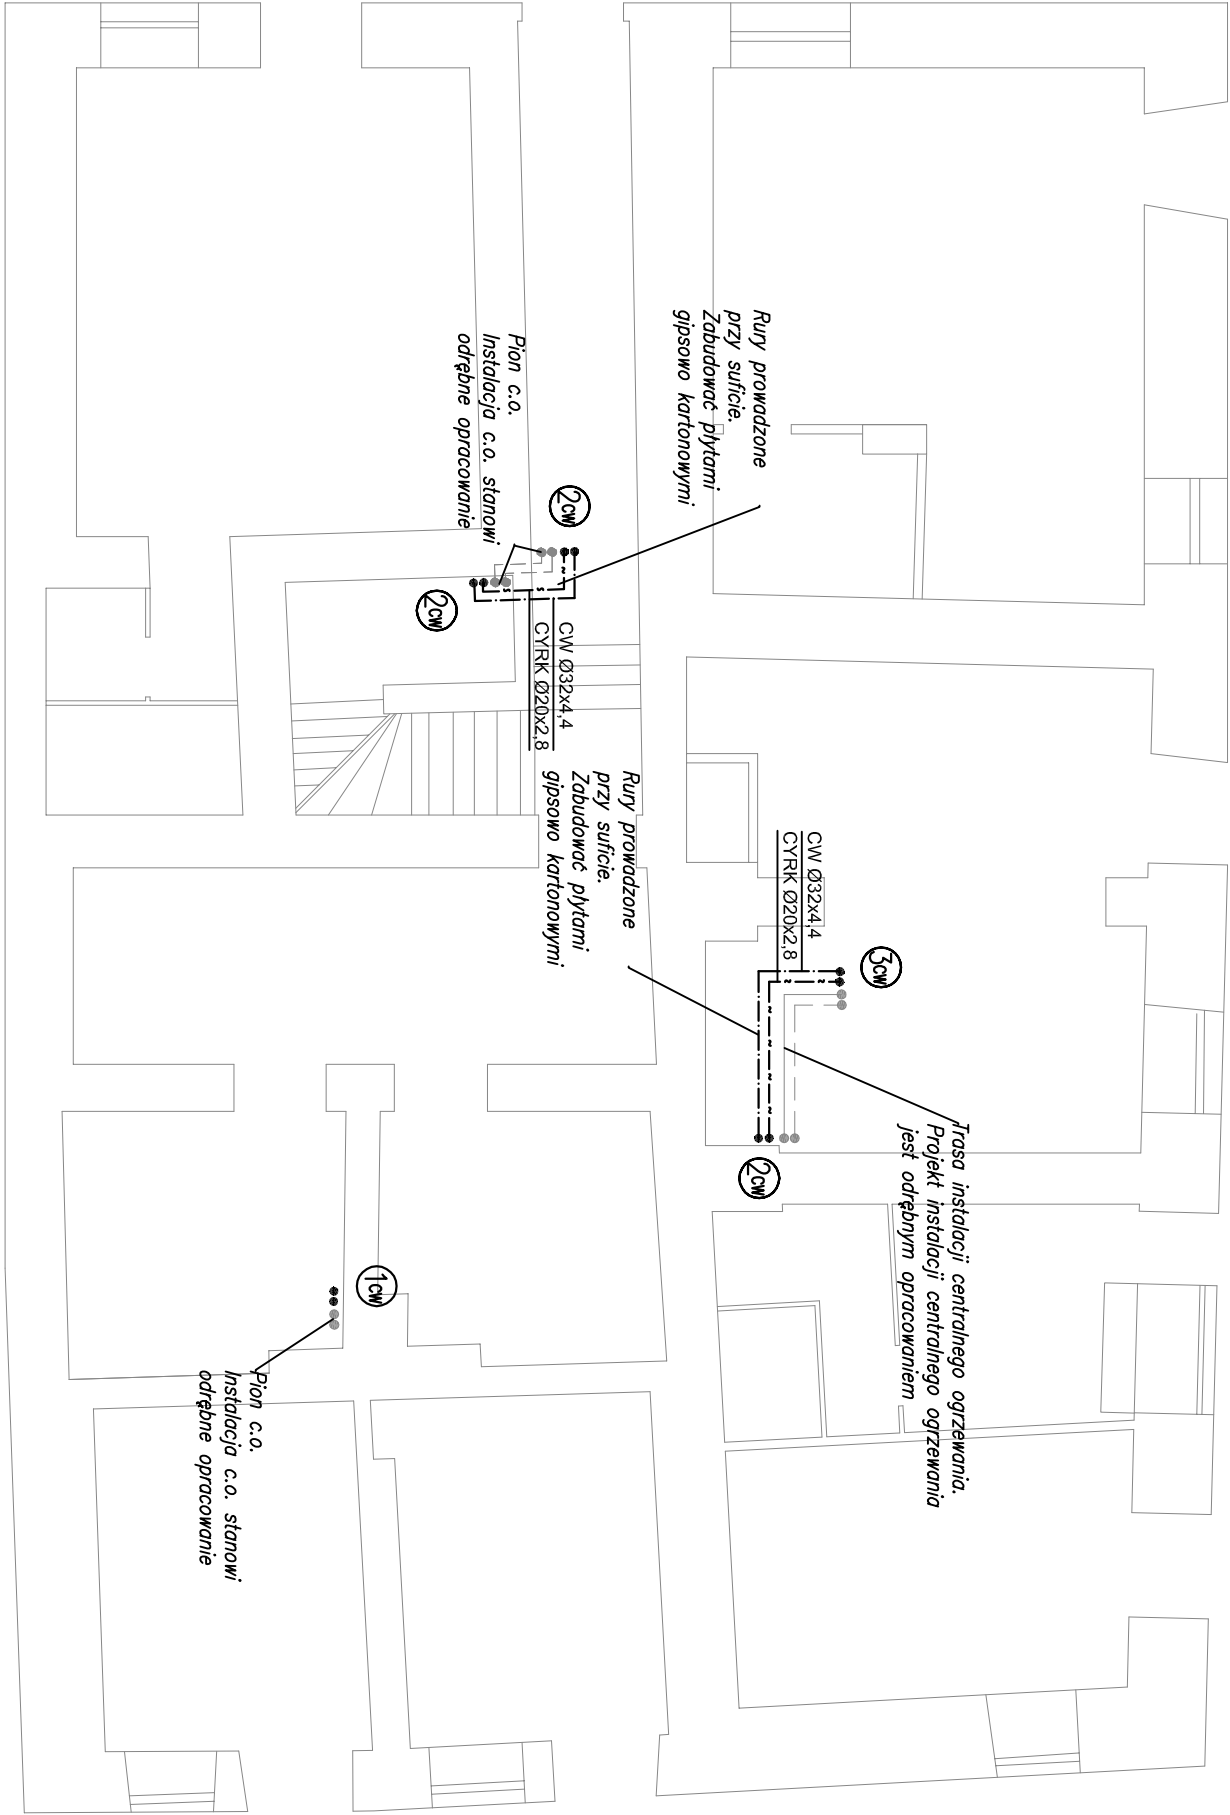 Rury prowadzone
przy suficie.
Zabudować płytami
gipsowo kartonowymi
Pion c.o.
Instalacja c.o. stanowi
odrębne opracowanie
2cw
2cw
CW Ø32x4,4
CYRK Ø20x2,8
Rury prowadzone
przy suficie.
Zabudować płytami
gipsowo kartonowymi
CW Ø32x4,4
CYRK Ø20x2,8
3cw
2cw
Trasa instalacji centralnego ogrzewania.
Projekt instalacji centralnego ogrzewania
jest odrębnym opracowaniem
1cw
Pion c.o.
Instalacja c.o. stanowi
odrębne opracowanie